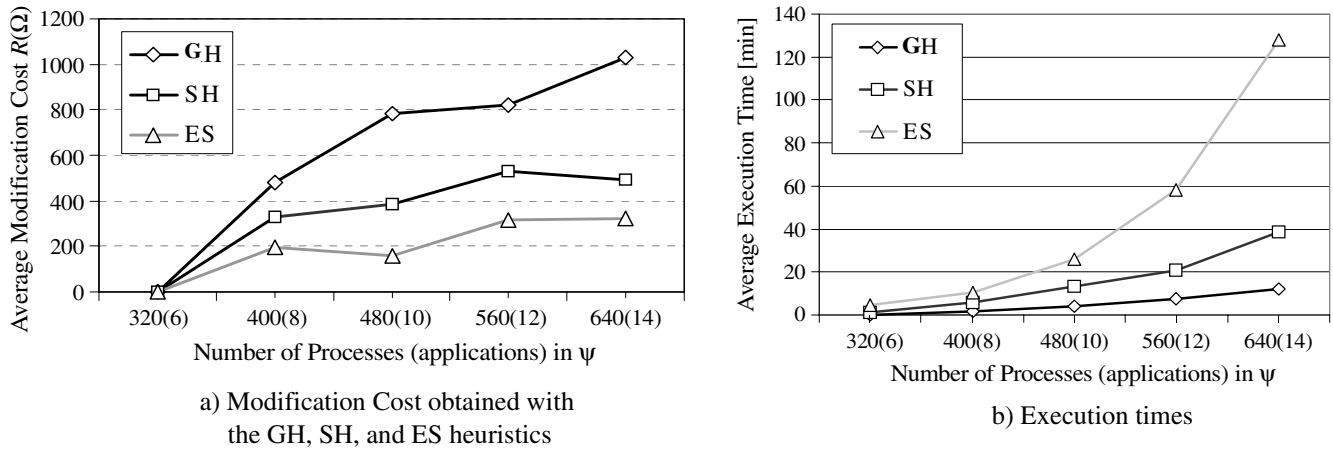 Average Modification Cost R(Ω)
1200
1000
800
600
400
200
0
GH
SH
ES
320(6) 400(8) 480(10) 560(12) 640(14)
Number of Processes (applications) in ψ
a) Modification Cost obtained with
the GH, SH, and ES heuristics
Average Execution Time [min]
140
120
100
80
60
40
20
0
GH
SH
ES
320(6) 400(8) 480(10) 560(12) 640(14)
Number of Processes (applications) in ψ
b) Execution times